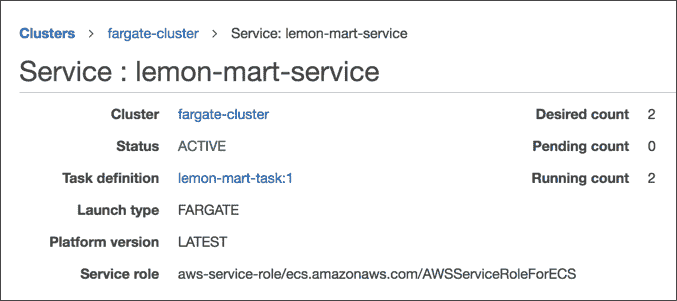 Clusters > fargate-cluster > Service: lemon-mart-service
Service : lemon-mart-service
Cluster fargate-cluster Desired count 2
Status ACTIVE Pending count 0
Task definition lemon-mart-task:1 Running count 2
Launch type FARGATE
Platform version LATEST
Service role aws-service-role/ecs.amazonaws.com/AWSServiceRoleForECS